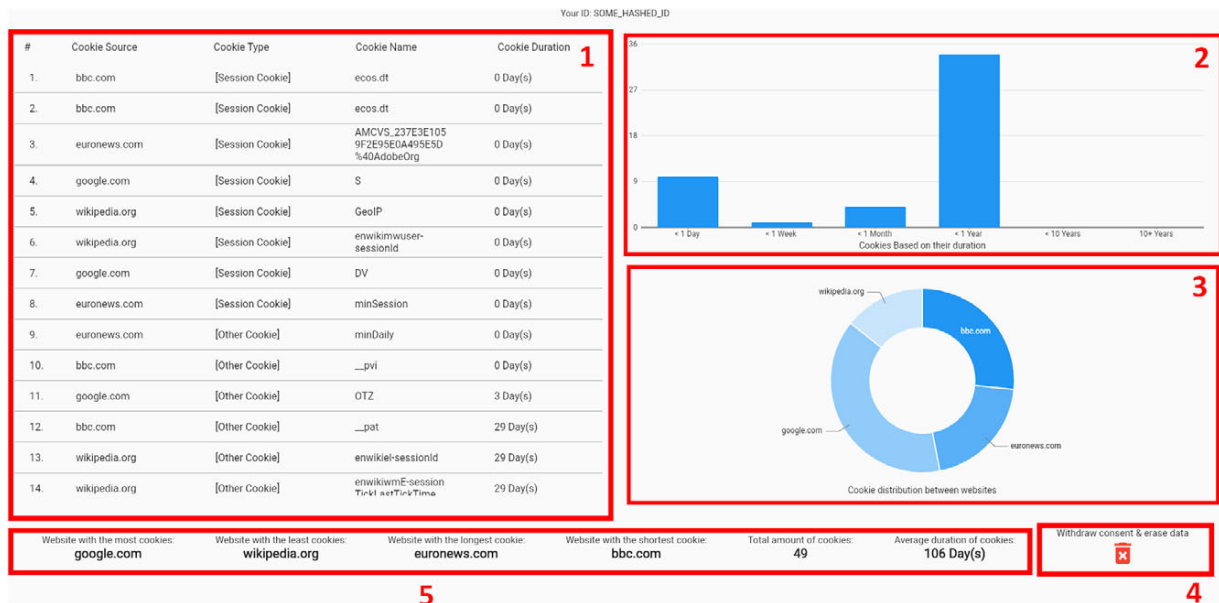 Your ID: SOME_HASHED_ID
# Cookie Source Cookie Type Cookie Name Cookie Duration
1
1. bbc.com [Session Cookie] ecos.dt 0 Day(s)
2. bbc.com [Session Cookie] ecos.dt 0 Day(s)
3. euronews.com [Session Cookie] AMCVS_237E3E105
9F2E95E0A495E5D
%40AdobeOrg 0 Day(s)
4. google.com [Session Cookie] S 0 Day(s)
5. wikipedia.org [Session Cookie] GeoIP 0 Day(s)
6. wikipedia.org [Session Cookie] enwikimwuser-
sessionId 0 Day(s)
7. google.com [Session Cookie] DV 0 Day(s)
8. euronews.com [Session Cookie] minSession 0 Day(s)
9. euronews.com [Other Cookie] minDaily 0 Day(s)
10. bbc.com [Other Cookie] __pvi 0 Day(s)
11. google.com [Other Cookie] OTZ 3 Day(s)
12. bbc.com [Other Cookie] __pat 29 Day(s)
13. wikipedia.org [Other Cookie] enwikiel-sessionId 29 Day(s)
14. wikipedia.org [Other Cookie] enwikiwmE-session
TickLastTickTime 29 Day(s)
2
36
27
18
9
0
< 1 Day < 1 Week < 1 Month < 1 Year < 10 Years 10+ Years
Cookies Based on their duration
3
wikipedia.org
bbc.com
google.com
euronews.com
Cookie distribution between websites
Website with the most cookies: Website with the least cookies: Website with the longest cookie: Website with the shortest cookie: Total amount of cookies: Average duration of cookies:
google.com wikipedia.org euronews.com bbc.com 49 106 Day(s)
Withdraw consent & erase data
5
4